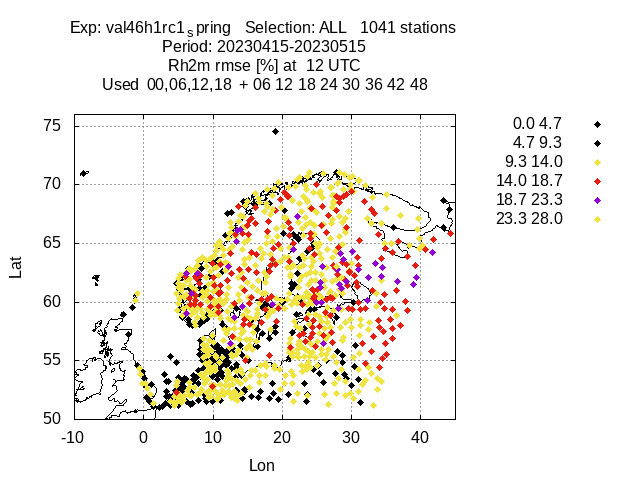 Exp: val46h1rc1spring   Selection: ALL   1041 stations
Period: 20230415-20230515
Rh2m rmse [%] at  12 UTC
Used  00,06,12,18  + 06 12 18 24 30 36 42 48
0.0 4.7
4.7 9.3
9.3 14.0
14.0 18.7
18.7 23.3
23.3 28.0
75
70
65
60
55
50
Lat
-10 0 10 20 30 40
Lon